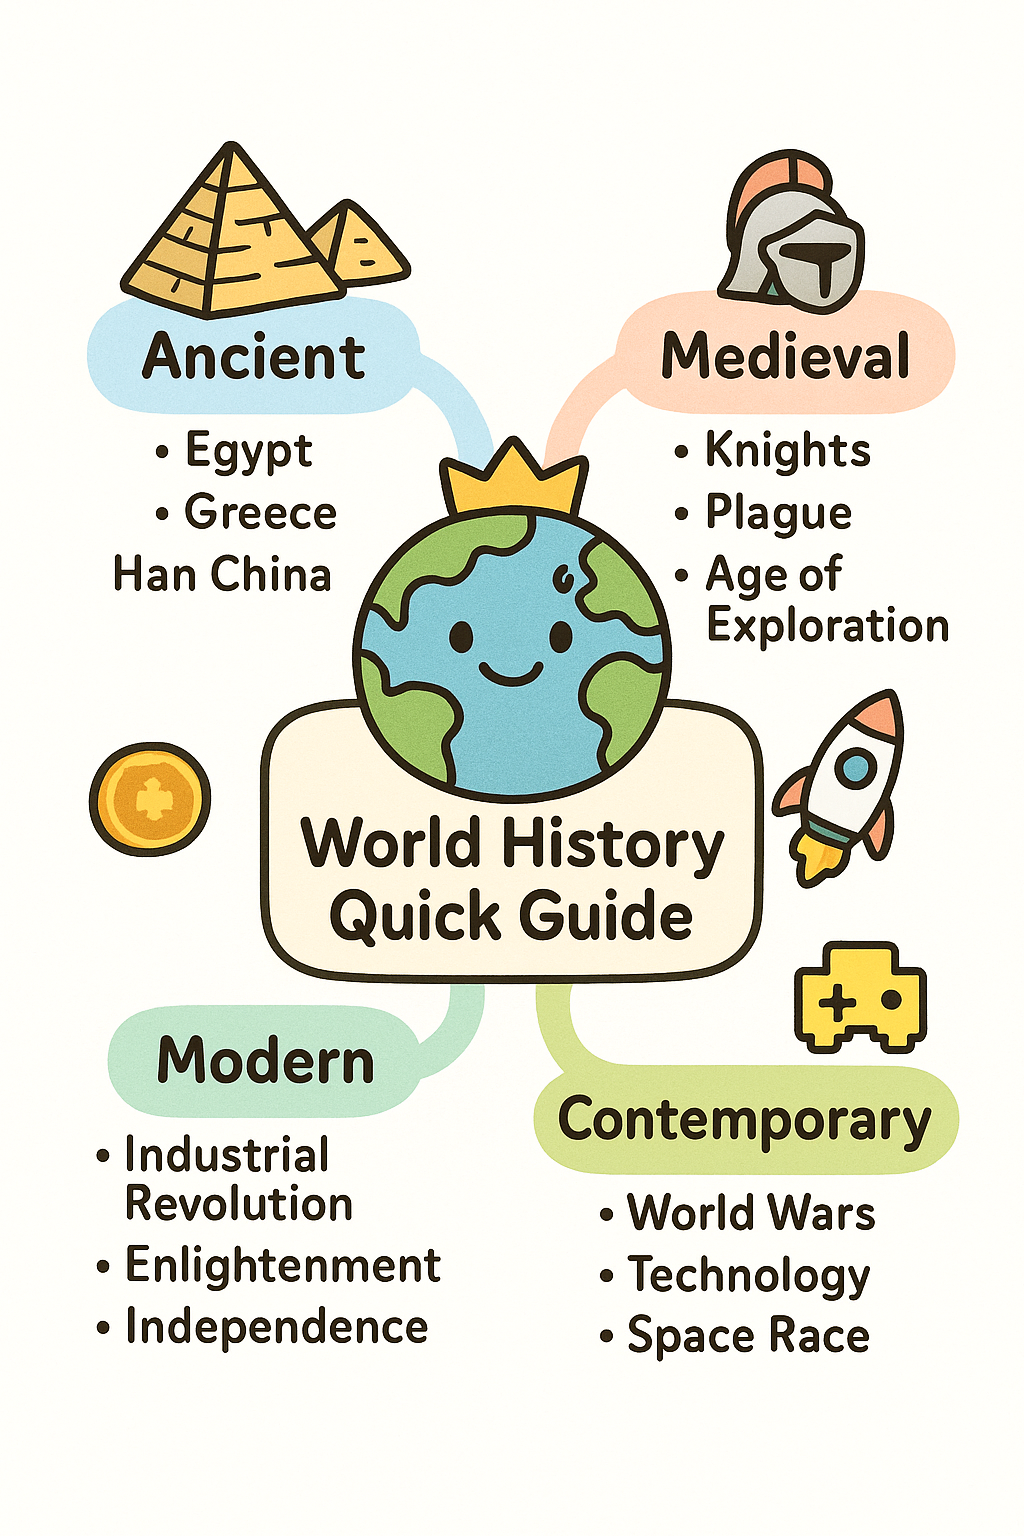 Ancient
• Egypt
• Greece
Han China
Medieval
• Knights
• Plague
• Age of
Exploration
World History
Quick Guide
Modern
• Industrial
Revolution
• Enlightenment
• Independence
Contemporary
• World Wars
• Technology
• Space Race